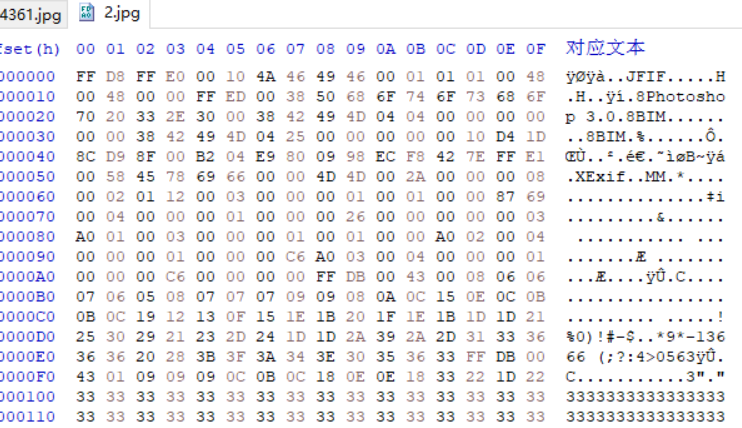 4361.jpg 2.jpg
fset(h) 00 01 02 03 04 05 06 07 08 09 0A 0B 0C 0D 0E 0F 对应文本
000000 FF D8 FF E0 00 10 4A 46 49 46 00 01 01 01 00 48 ÿØÿà..JFIF.....H
000010 00 48 00 00 FF ED 00 38 50 68 6F 74 6F 73 68 6F .H..ÿí.8Photosho
000020 70 20 33 2E 30 00 38 42 49 4D 04 04 00 00 00 00 p 3.0.8BIM......
000030 00 00 38 42 49 4D 04 25 00 00 00 00 00 10 D4 1D ..8BIM.%......Ô.
000040 8C D9 8F 00 B2 04 E9 80 09 98 EC F8 42 7E FF E1 ŒÙ..².é€.˜ìøB~ÿá
000050 00 58 45 78 69 66 00 00 4D 4D 00 2A 00 00 00 08 .XExif..MM.*....
000060 00 02 01 12 00 03 00 00 00 01 00 01 00 00 87 69 ..............‡i
000070 00 04 00 00 00 01 00 00 00 26 00 00 00 00 00 03 .........&......
000080 A0 01 00 03 00 00 00 01 00 01 00 00 A0 02 00 04 ........... ...
000090 00 00 00 01 00 00 00 C6 A0 03 00 04 00 00 00 01 .......Æ .......
0000A0 00 00 00 C6 00 00 00 00 FF DB 00 43 00 08 06 06 ...Æ....ÿÛ.C....
0000B0 07 06 05 08 07 07 07 09 09 08 0A 0C 15 0E 0C 0B ................
0000C0 0B 0C 19 12 13 0F 15 1E 1B 20 1F 1E 1B 1D 1D 21 ......... .....!
0000D0 25 30 29 21 23 2D 24 1D 1D 2A 39 2A 2D 31 33 36 %0)!#-$..*9*-136
0000E0 36 36 20 28 3B 3F 3A 34 3E 30 35 36 33 FF DB 00 66 (;?:4>0563ÿÛ.
0000F0 43 01 09 09 09 0C 0B 0C 18 0E 0E 18 33 22 1D 22 C...........3"."
000100 33 33 33 33 33 33 33 33 33 33 33 33 33 33 33 33 3333333333333333
000110 33 33 33 33 33 33 33 33 33 33 33 33 33 33 33 33 3333333333333333